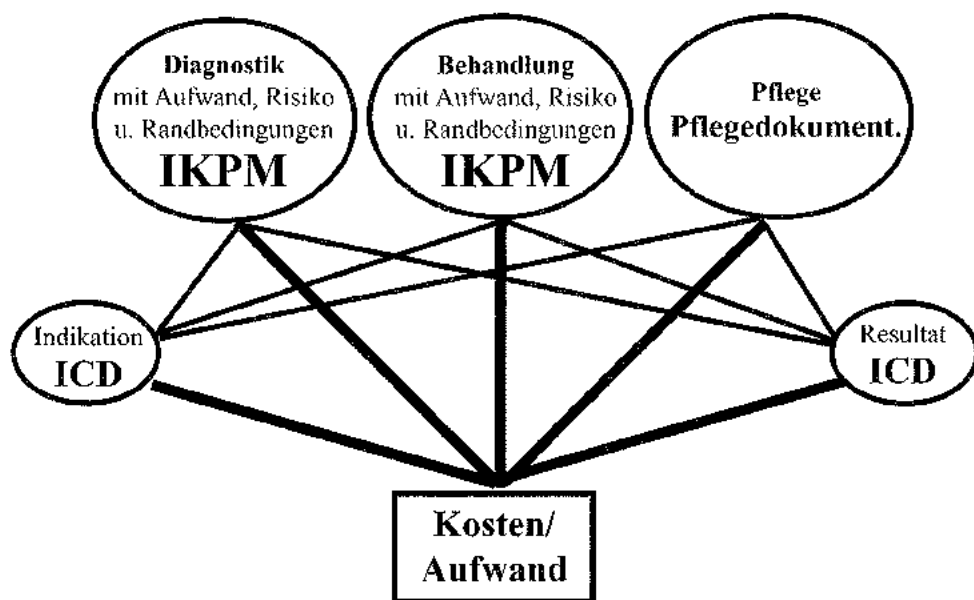 Diagnostik
mit Aufwand, Risiko
u. Randbedingungen
IKPM
Behandlung
mit Aufwand, Risiko
u. Randbedingungen
IKPM
Pflege
Pflegedokument.
Indikation
ICD
Resultat
ICD
Kosten/
Aufwand